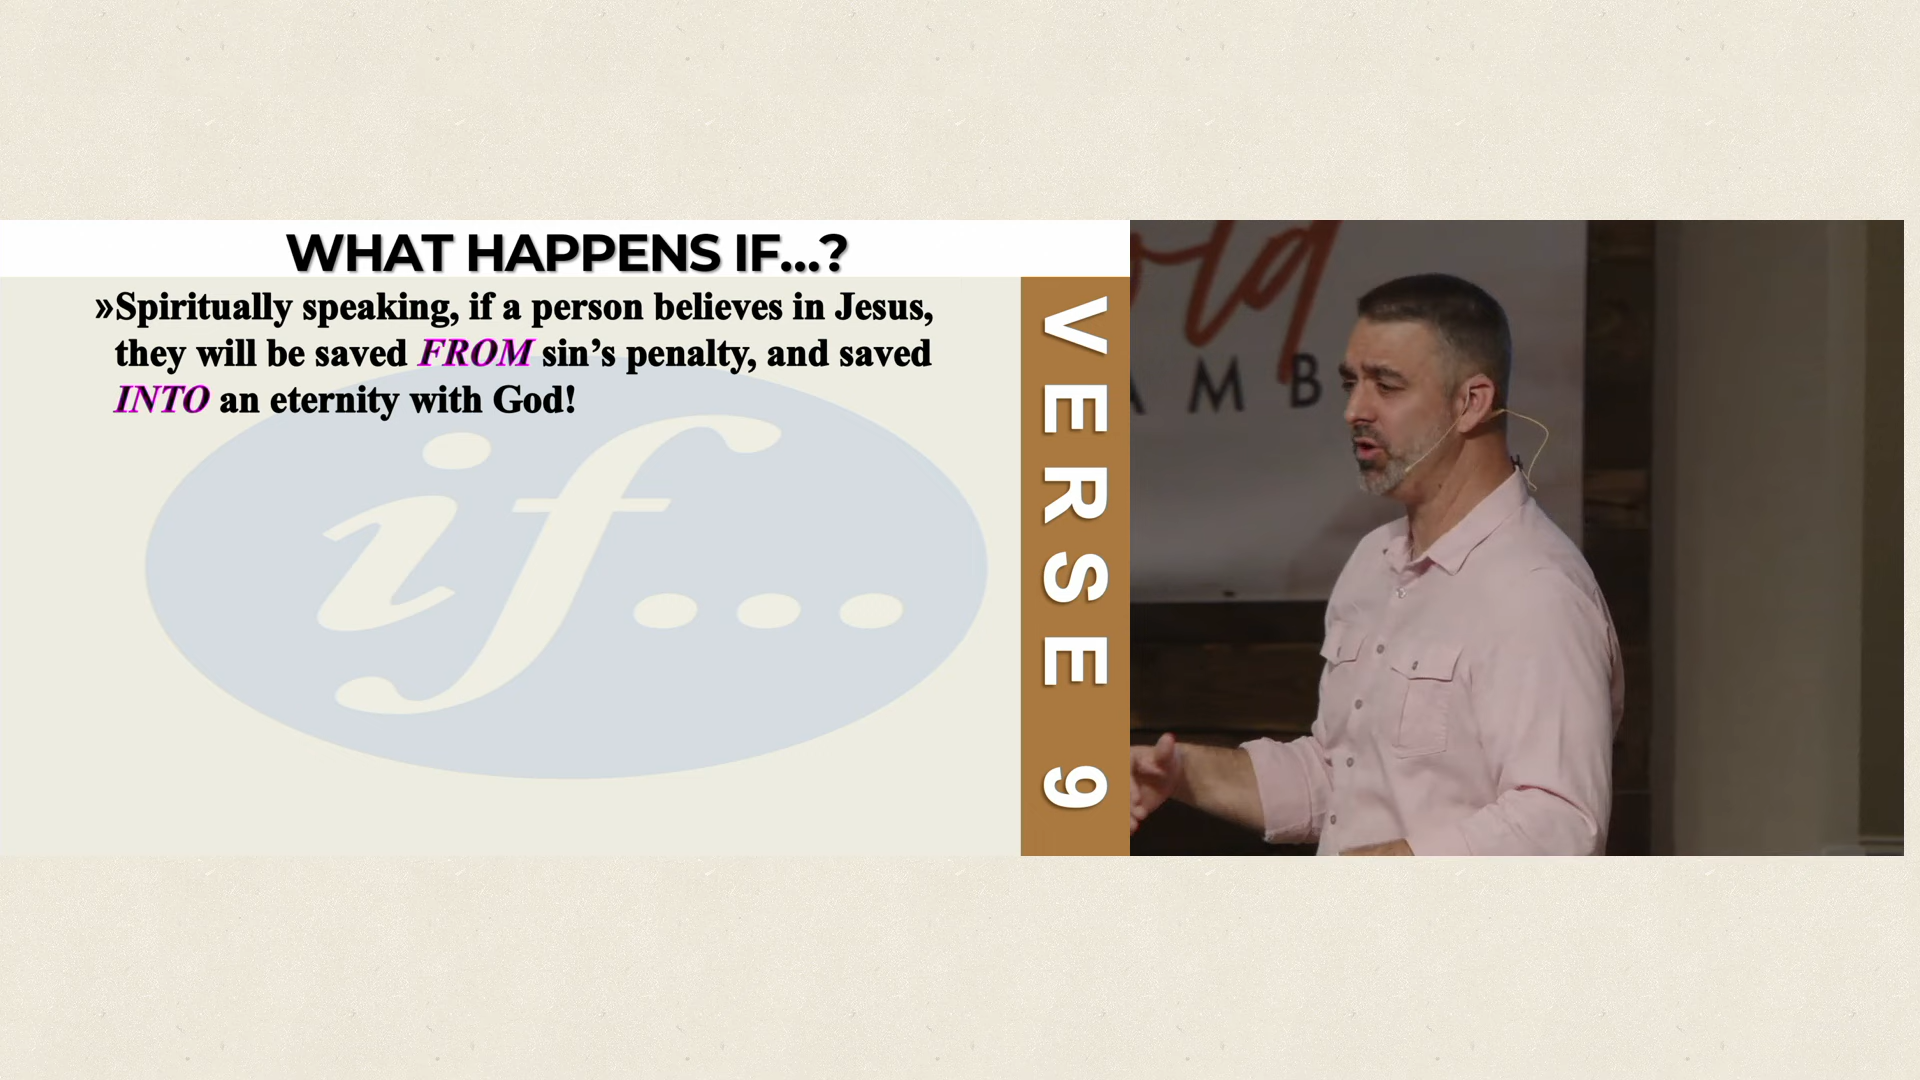 WHAT HAPPENS IF...?
»Spiritually speaking, if a person believes in Jesus,
they will be saved FROM sin’s penalty, and saved
INTO an eternity with God!
if...
VERSE 9